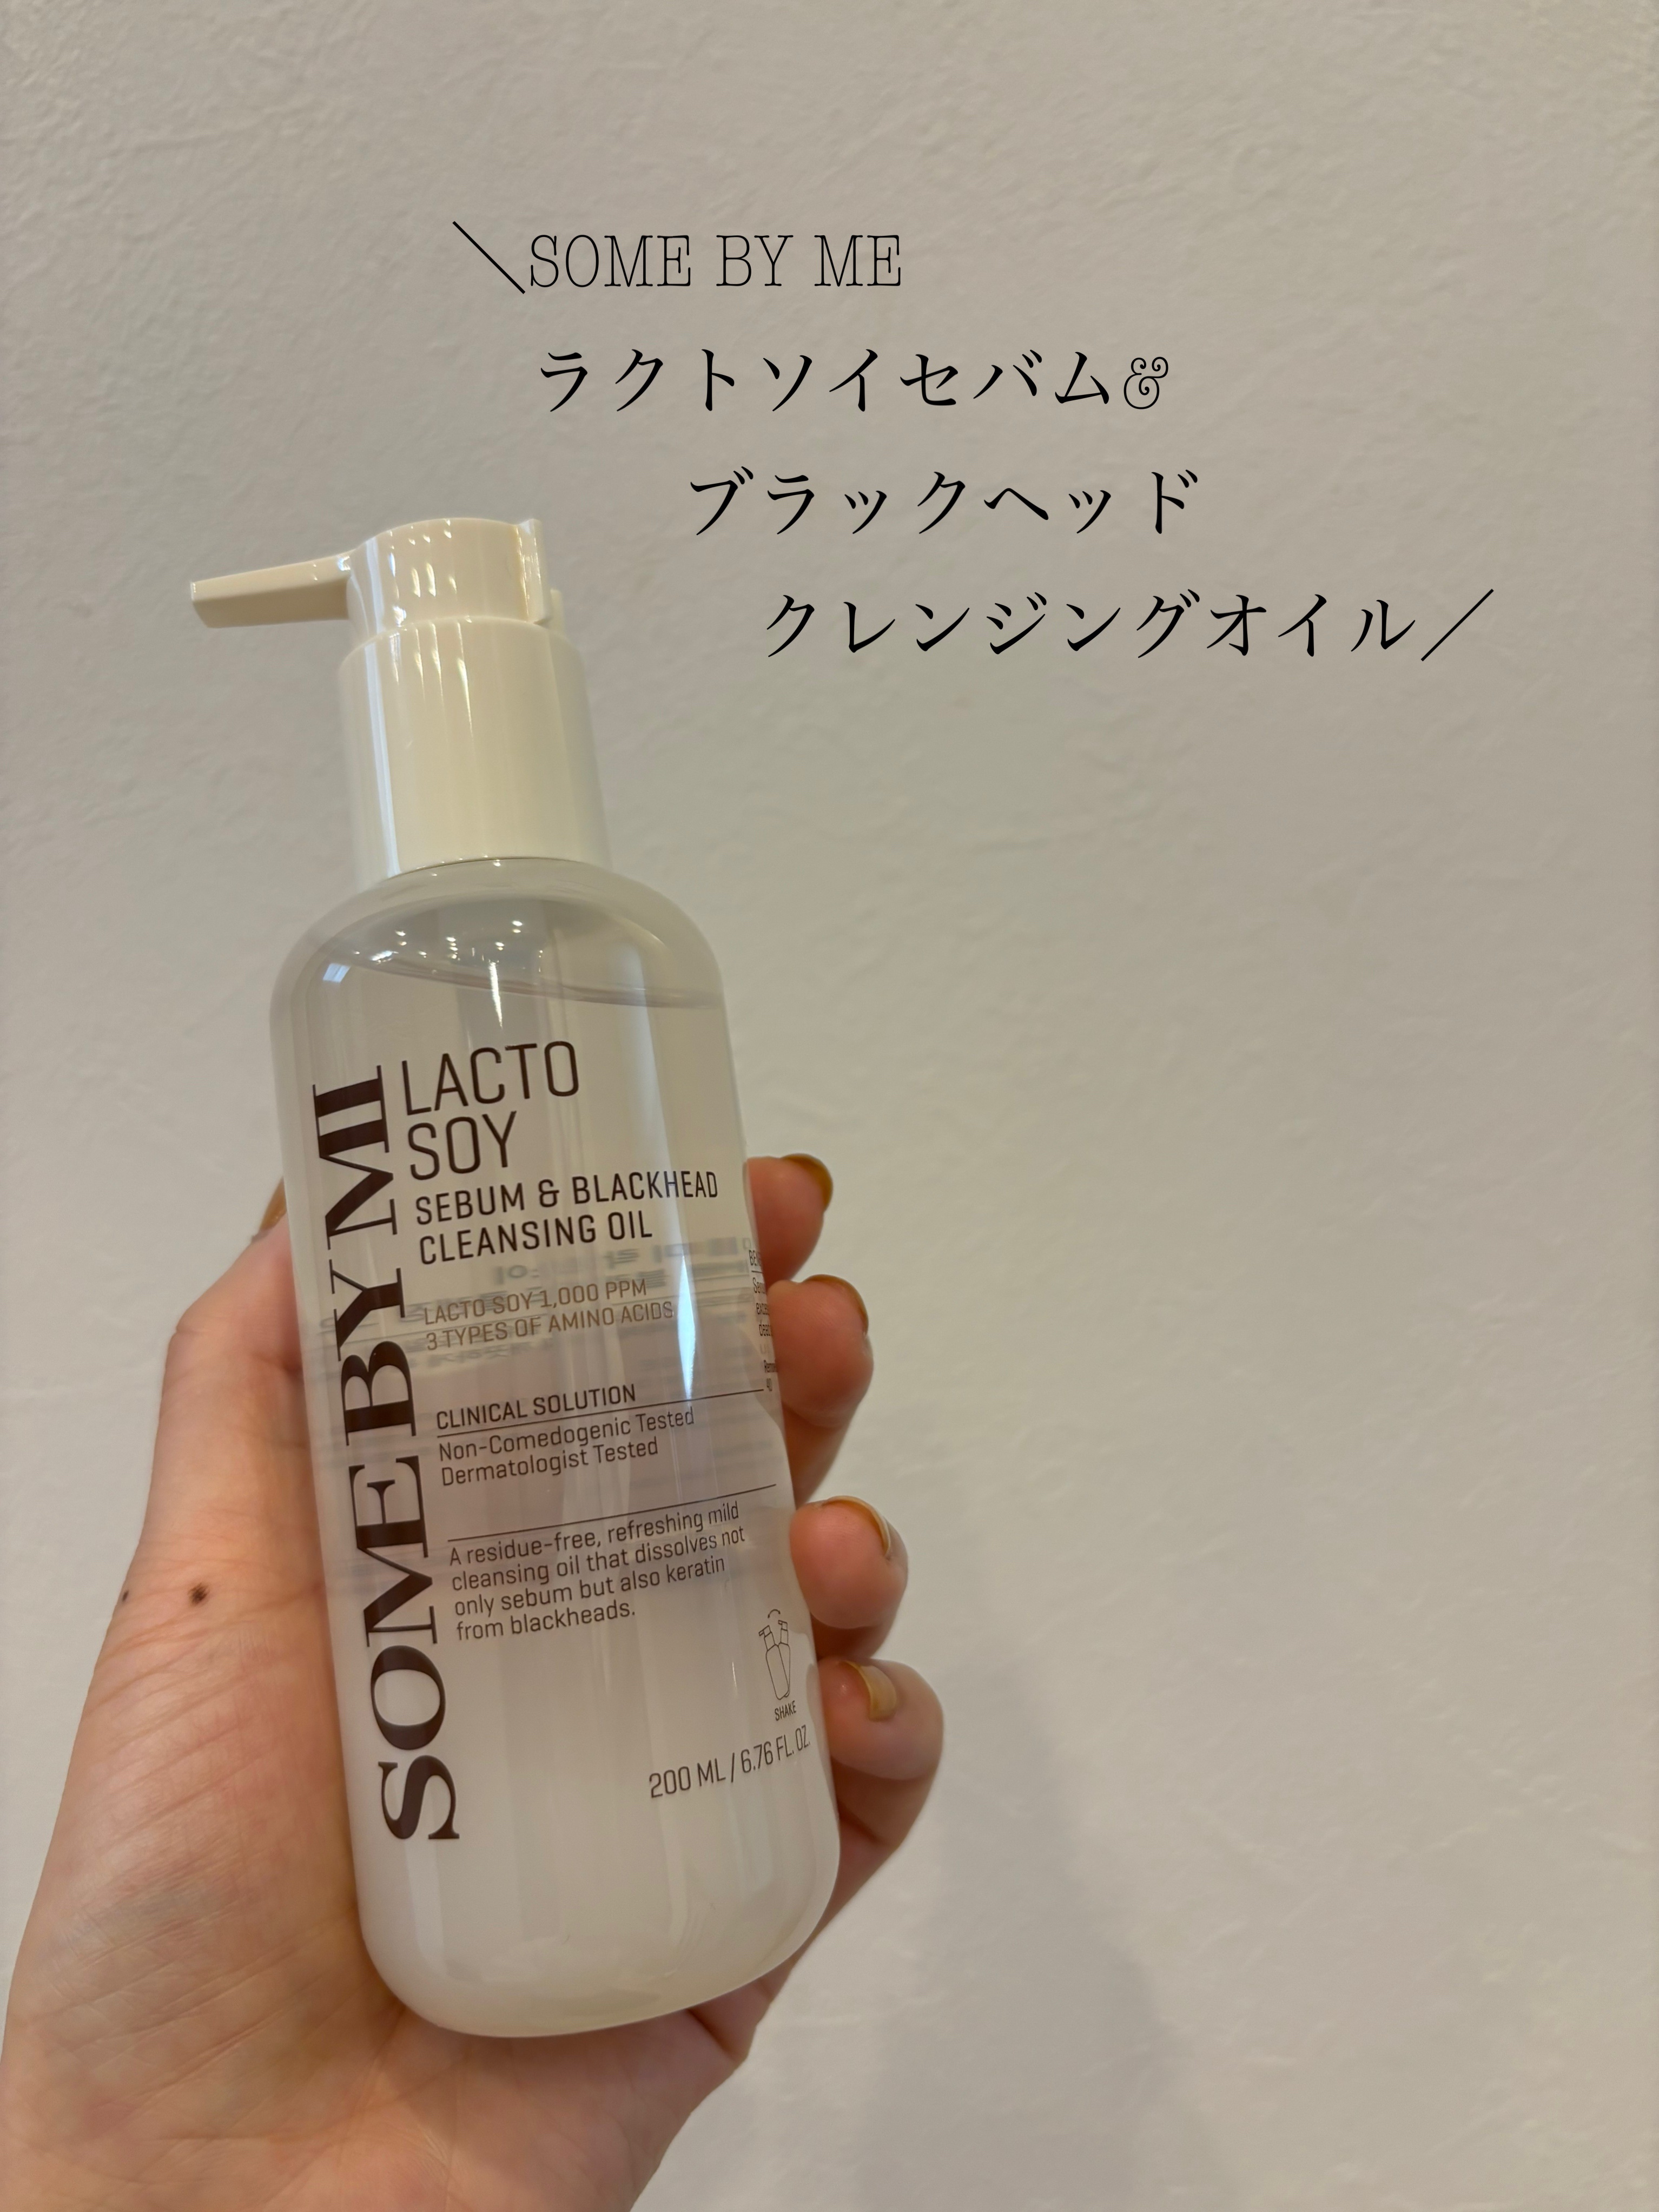 ＼SOME BY ME
ラクトソイセバム&
ブラックヘッド
クレンジングオイル／
SOME BY MI
LACTO
SOY
SEBUM & BLACKHEAD
CLEANSING OIL
LACTO SOY 1,000 PPM
3 TYPES OF AMINO ACIDS
CLINICAL SOLUTION
Non-Comedogenic Tested
Dermatologist Tested
A residue-free, refreshing mild
cleansing oil that dissolves not
only sebum but also keratin
from blackheads.
SHAKE
200 ML / 6.76 FL. OZ.